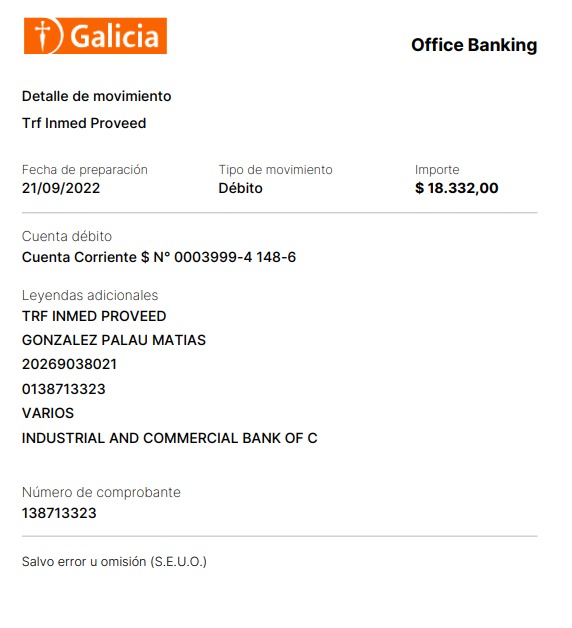 Galicia
Office Banking
Detalle de movimiento
Trf Inmed Proveed
Fecha de preparación Tipo de movimiento Importe
21/09/2022 Débito $ 18.332,00
Cuenta débito
Cuenta Corriente $ N° 0003999-4 148-6
Leyendas adicionales
TRF INMED PROVEED
GONZALEZ PALAU MATIAS
20269038021
0138713323
VARIOS
INDUSTRIAL AND COMMERCIAL BANK OF C
Número de comprobante
138713323
Salvo error u omisión (S.E.U.O.)